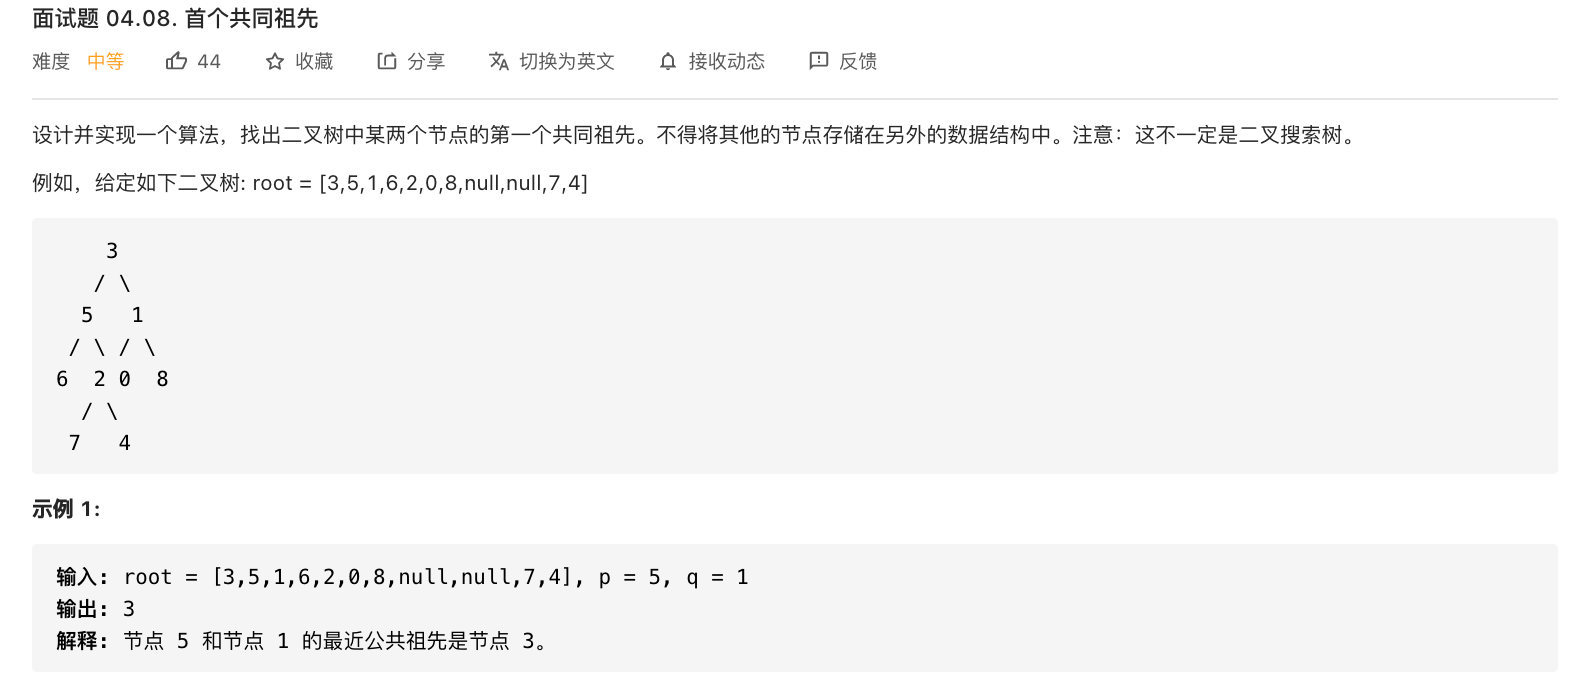 面试题 04.08. 首个共同祖先
难度 中等 44 收藏 分享 切换为英文 接收动态 反馈
设计并实现一个算法，找出二叉树中某两个节点的第一个共同祖先。不得将其他的节点存储在另外的数据结构中。注意：这不一定是二叉搜索树。
例如，给定如下二叉树: root = [3,5,1,6,2,0,8,null,null,7,4]
    3
   / \
  5   1
 / \ / \
6  2 0  8
  / \
 7   4
示例 1:
输入: root = [3,5,1,6,2,0,8,null,null,7,4], p = 5, q = 1
输出: 3
解释: 节点 5 和节点 1 的最近公共祖先是节点 3。